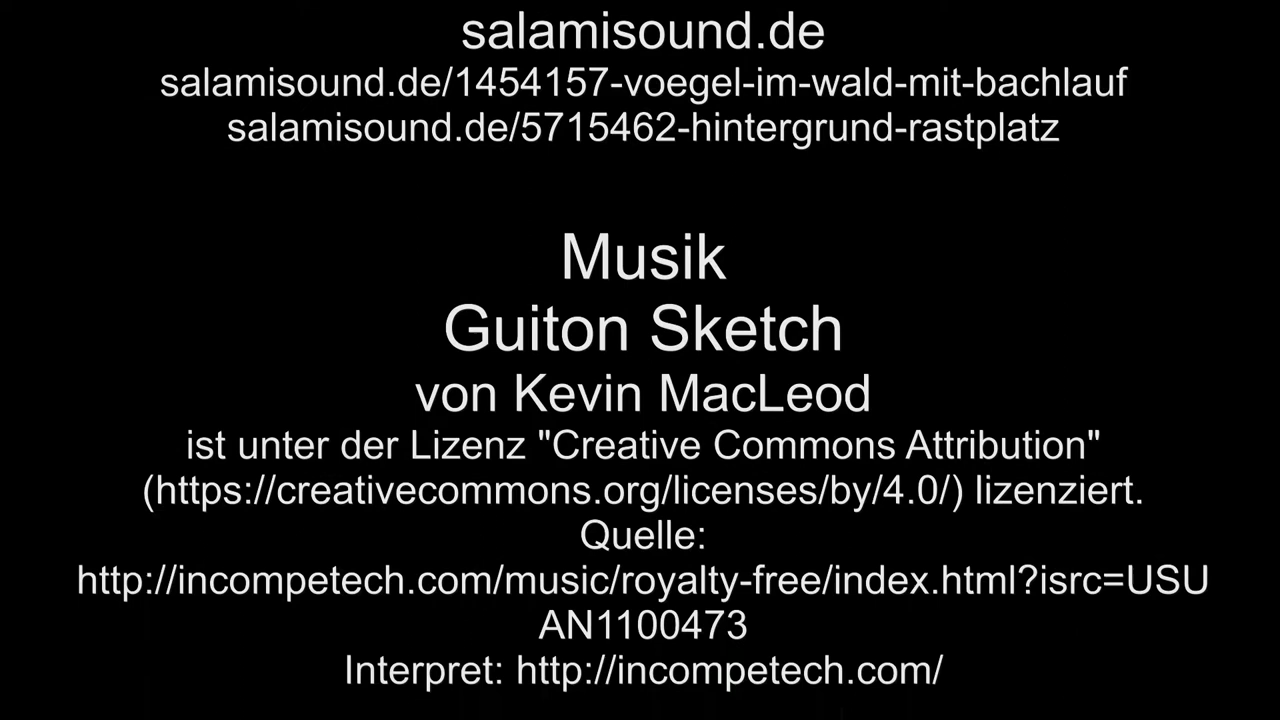 salamisound.de
salamisound.de/1454157-voegel-im-wald-mit-bachlauf
salamisound.de/5715462-hintergrund-rastplatz
Musik
Guiton Sketch
von Kevin MacLeod
ist unter der Lizenz "Creative Commons Attribution"
(https://creativecommons.org/licenses/by/4.0/) lizenziert.
Quelle:
http://incompetech.com/music/royalty-free/index.html?isrc=USU
AN1100473
Interpret: http://incompetech.com/